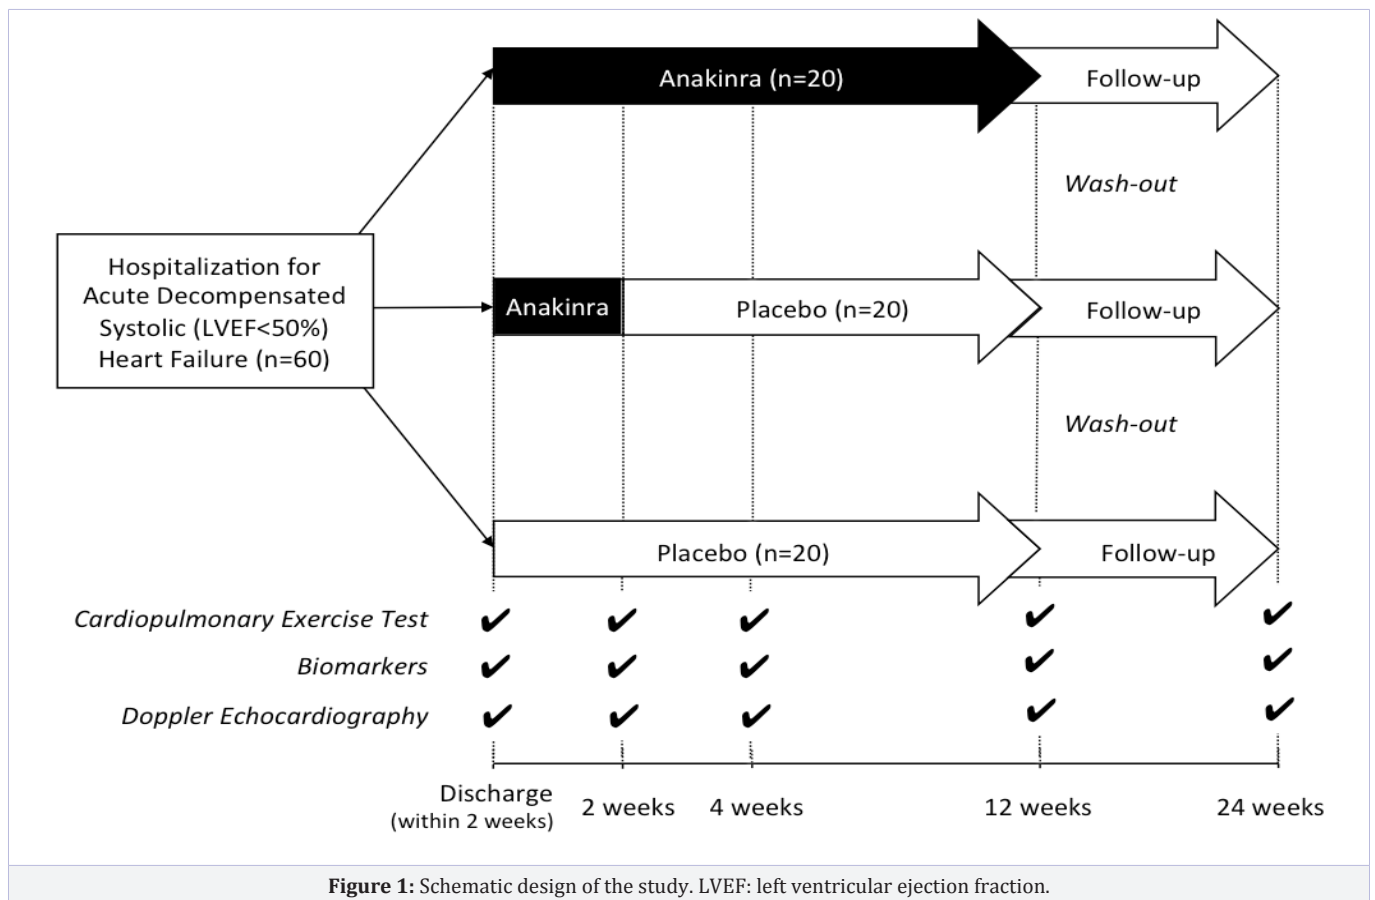 Anakinra (n=20)
Follow-up
Wash-out
Hospitalization for
Acute Decompensated
Systolic (LVEF<50%)
Heart Failure (n=60)
Anakinra
Placebo (n=20)
Follow-up
Wash-out
Placebo (n=20)
Follow-up
Cardiopulmonary Exercise Test
Biomarkers
Doppler Echocardiography
Discharge
(within 2 weeks)
2 weeks
4 weeks
12 weeks
24 weeks
Figure 1: Schematic design of the study. LVEF: left ventricular ejection fraction.